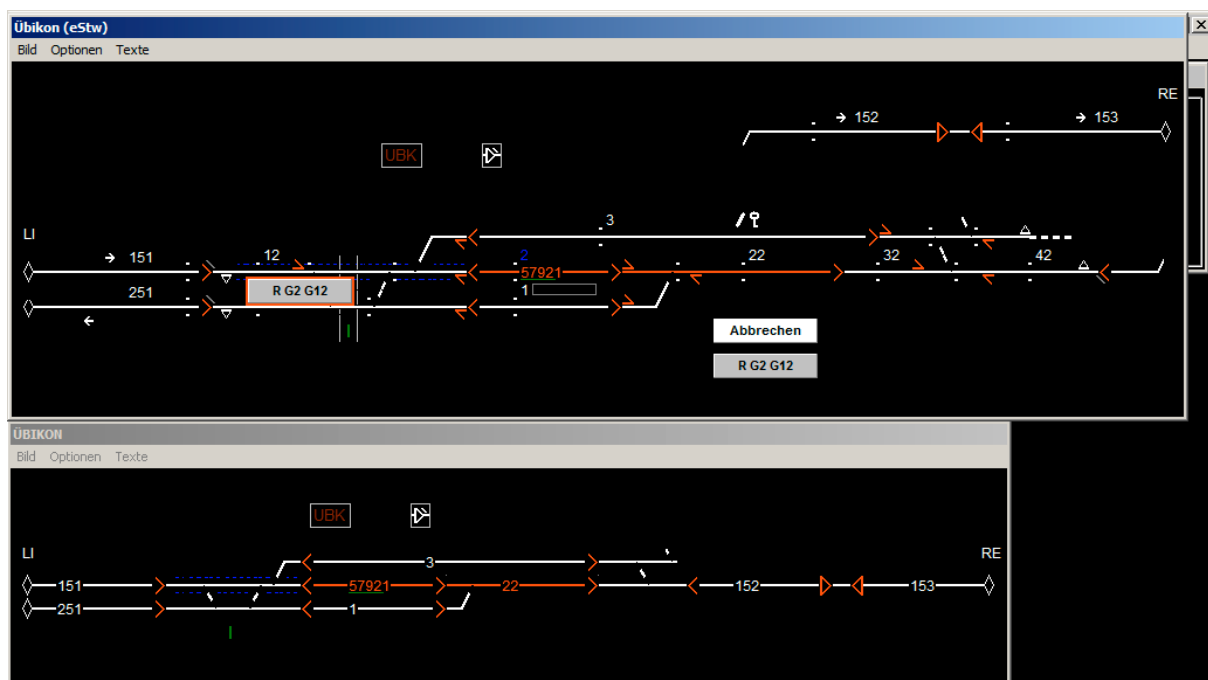 Übikon (eStw)
Bild Optionen Texte
RE
152 153
UBK
3
LI
151 12 2 22 32 42
57921
R G2 G12
251 1
Abbrechen
R G2 G12
ÜBIKON
Bild Optionen Texte
UBK
LI RE
3
151 57921 22 152 153
251 1